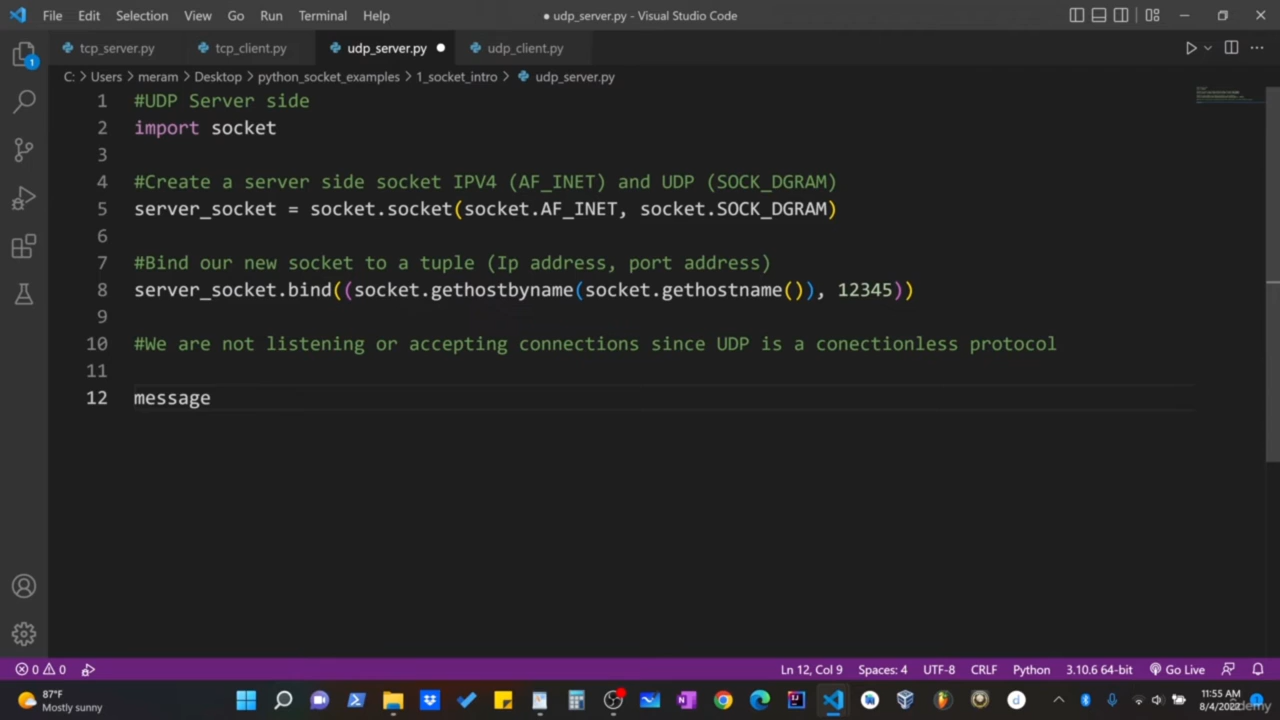 File Edit Selection View Go Run Terminal Help ● udp_server.py - Visual Studio Code
tcp_server.py tcp_client.py udp_server.py ● udp_client.py
1
C: > Users > meram > Desktop > python_socket_examples > 1_socket_intro > udp_server.py
1 #UDP Server side
2 import socket
3
4 #Create a server side socket IPV4 (AF_INET) and UDP (SOCK_DGRAM)
5 server_socket = socket.socket(socket.AF_INET, socket.SOCK_DGRAM)
6
7 #Bind our new socket to a tuple (Ip address, port address)
8 server_socket.bind((socket.gethostbyname(socket.gethostname()), 12345))
9
10 #We are not listening or accepting connections since UDP is a conectionless protocol
11
12 message
0 0 Ln 12, Col 9 Spaces: 4 UTF-8 CRLF Python 3.10.6 64-bit Go Live
87°F 11:55 AM
Mostly sunny 8/4/2022